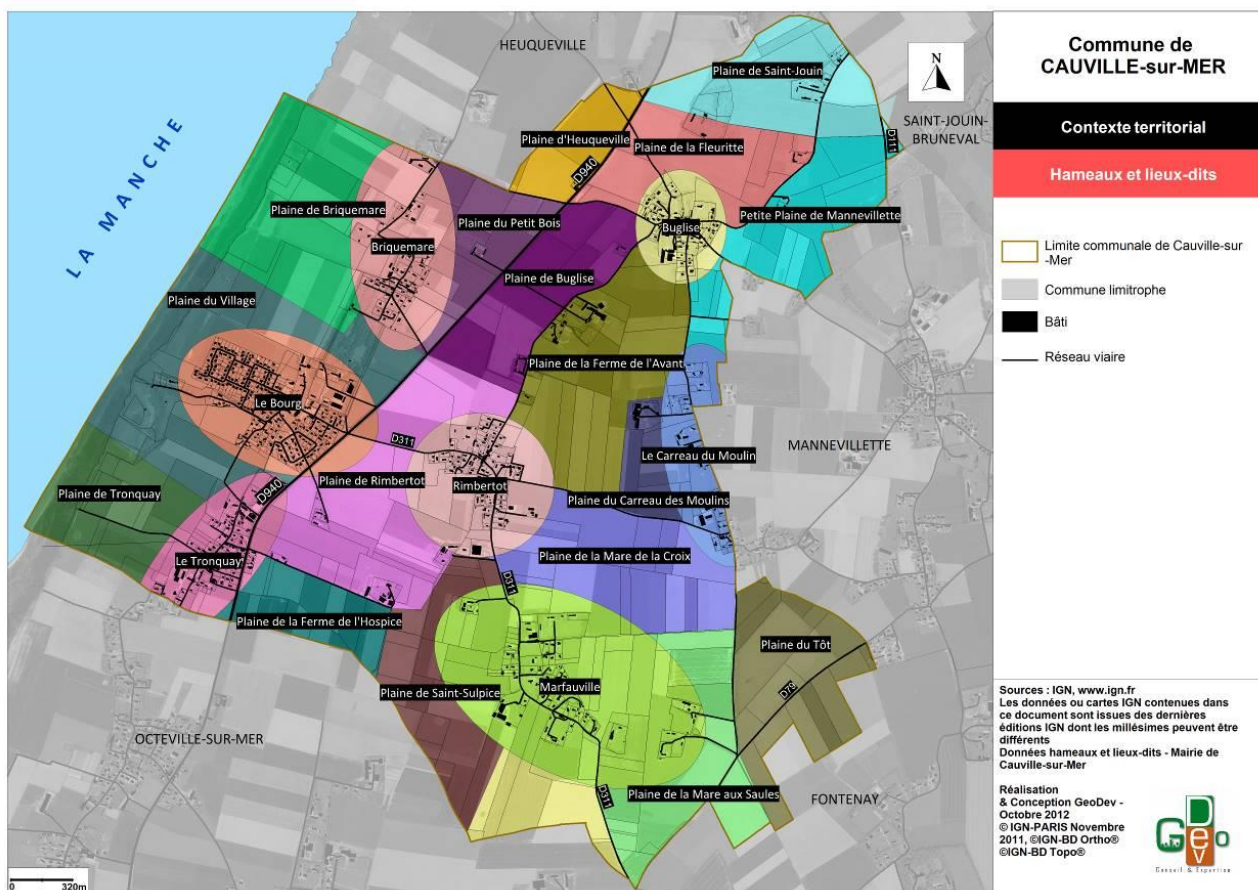 HEUQUEVILLE
Plaine de Saint-Jouin
N
SAINT-JOUIN-
BRUNEVAL
LA MANCHE
Plaine d'Heuqueville
D111
Plaine de la Fleuritte
D940
Plaine de Briquemare
Plaine du Petit Bois
Petite Plaine de Mannevillette
Buglise
Briquemare
Plaine de Buglise
Plaine du Village
Plaine de la Ferme de l'Avant
Le Bourg
D311
MANNEVILLETTE
Le Carreau du Moulin
Plaine de Rimbertot
Rimbertot
Plaine de Tronquay
D940
Plaine du Carreau des Moulins
Plaine de la Mare de la Croix
Le Tronquay
D311
Plaine de la Ferme de l'Hospice
Plaine du Tôt
Marfauville
Plaine de Saint-Sulpice
D79
OCTEVILLE-SUR-MER
Plaine de la Mare aux Saules
D311
FONTENAY
0 320m
Commune de
CAUVILLE-sur-MER
Contexte territorial
Hameaux et lieux-dits
Limite communale de Cauville-sur
-Mer
Commune limitrophe
Bâti
Réseau viaire
Sources : IGN, www.ign.fr
Les données ou cartes IGN contenues dans
ce document sont issues des dernières
éditions IGN dont les millésimes peuvent être
différents
Données hameaux et lieux-dits - Mairie de
Cauville-sur-Mer
Réalisation
& Conception GeoDev -
Octobre 2012
© IGN-PARIS Novembre
2011, ©IGN-BD Ortho®
©IGN-BD Topo®
GeoDev
Conseil & Expertise